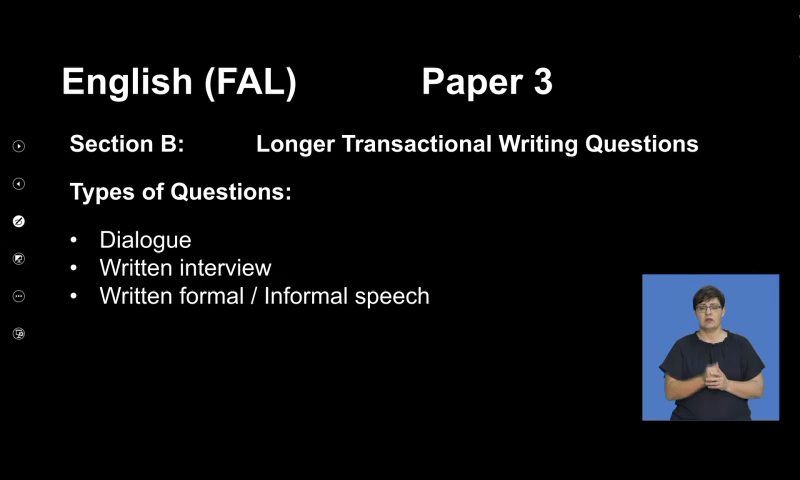 English (FAL) Paper 3
Section B: Longer Transactional Writing Questions
Types of Questions:
• Dialogue
• Written interview
• Written formal / Informal speech